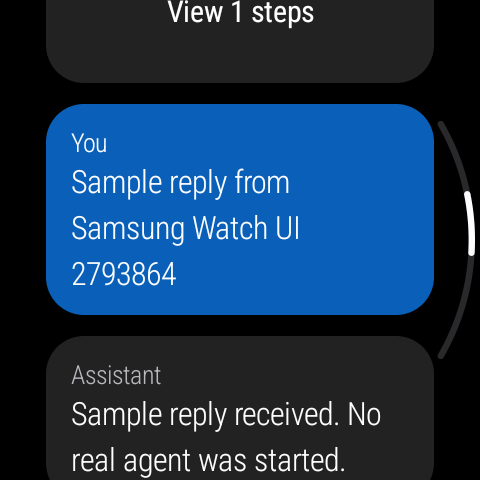 View 1 steps
You
Sample reply from
Samsung Watch UI
2793864
Assistant
Sample reply received. No
real agent was started.